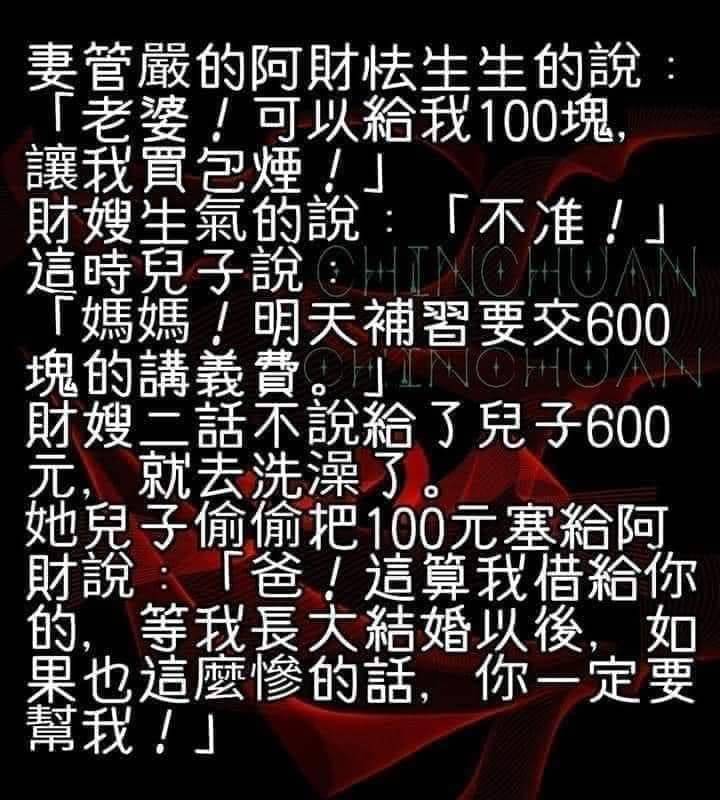 妻管嚴的阿財怯生生的說：
「老婆！可以給我100塊，
讓我買包煙！」
財嫂生氣的說：「不准！」
這時兒子說：
CHINCHUAN
「媽媽！明天補習要交600
塊的講義費。」
CHINCHUAN
財嫂二話不說給了兒子600
元，就去洗澡了。
她兒子偷偷把100元塞給阿
財說：「爸！這算我借給你
的，等我長大結婚以後，如
果也這麼慘的話，你一定要
幫我！」